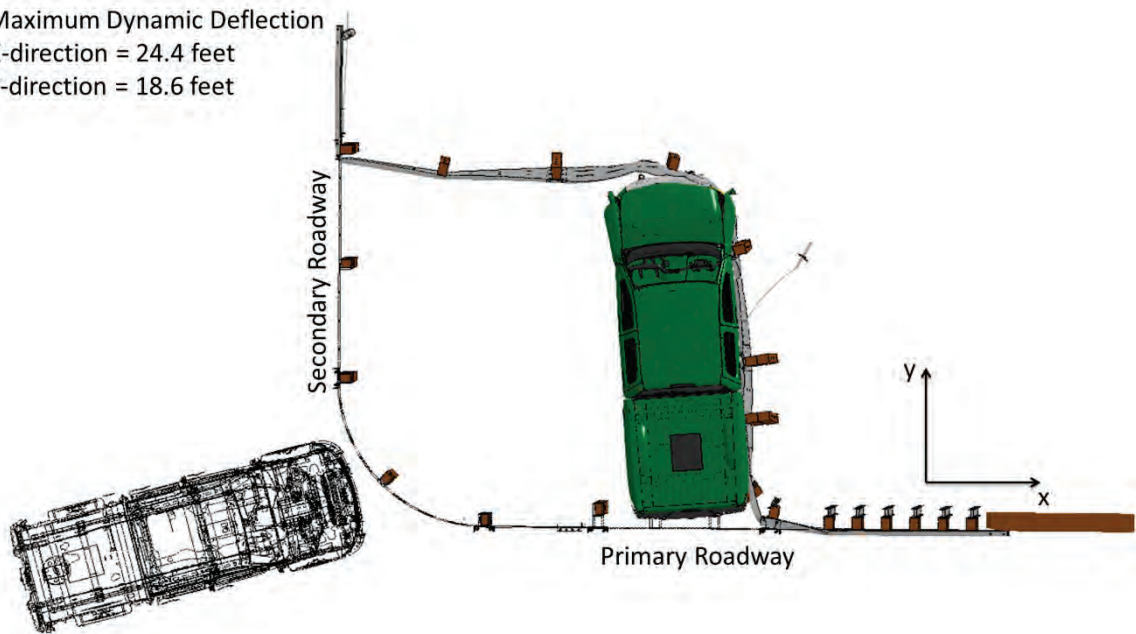 Maximum Dynamic Deflection
-direction = 24.4 feet
-direction = 18.6 feet
Secondary Roadway
y
x
Primary Roadway